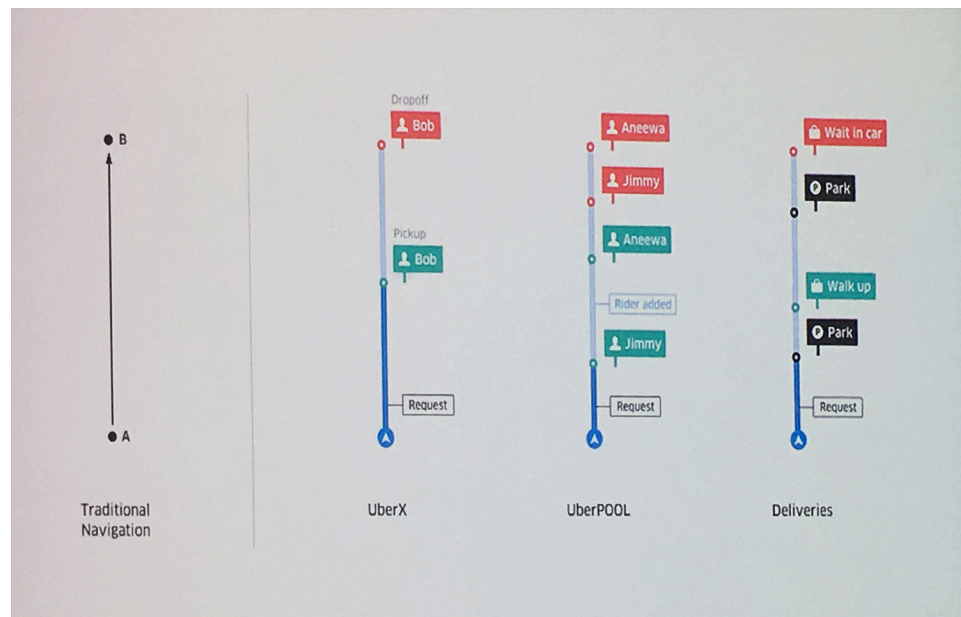 B
A
Traditional
Navigation
Dropoff
Bob
Pickup
Bob
Request
UberX
Aneewa
Jimmy
Aneewa
Rider added
Jimmy
Request
UberPOOL
Wait in car
P Park
Walk up
P Park
Request
Deliveries